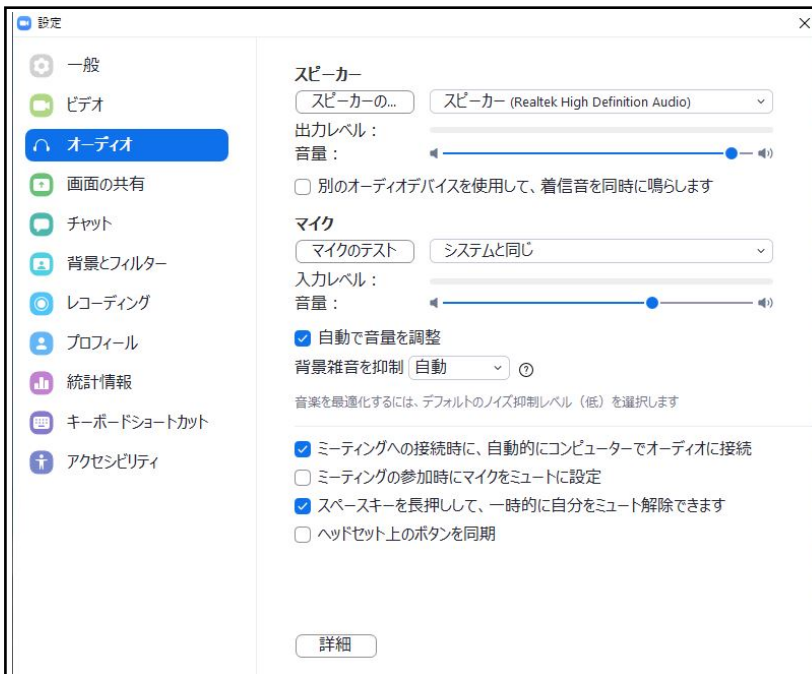 設定
一般
ビデオ
オーディオ
画面の共有
チャット
背景とフィルター
レコーディング
プロフィール
統計情報
キーボードショートカット
アクセシビリティ
スピーカー
スピーカーの...
スピーカー (Realtek High Definition Audio)
出力レベル：
音量：
別のオーディオデバイスを使用して、着信音を同時に鳴らします
マイク
マイクのテスト
システムと同じ
入力レベル：
音量：
自動で音量を調整
背景雑音を抑制 自動
音楽を最適化するには、デフォルトのノイズ抑制レベル（低）を選択します
ミーティングへの接続時に、自動的にコンピューターでオーディオに接続
ミーティングの参加時にマイクをミュートに設定
スペースキーを長押しして、一時的に自分をミュート解除できます
ヘッドセット上のボタンを同期
詳細